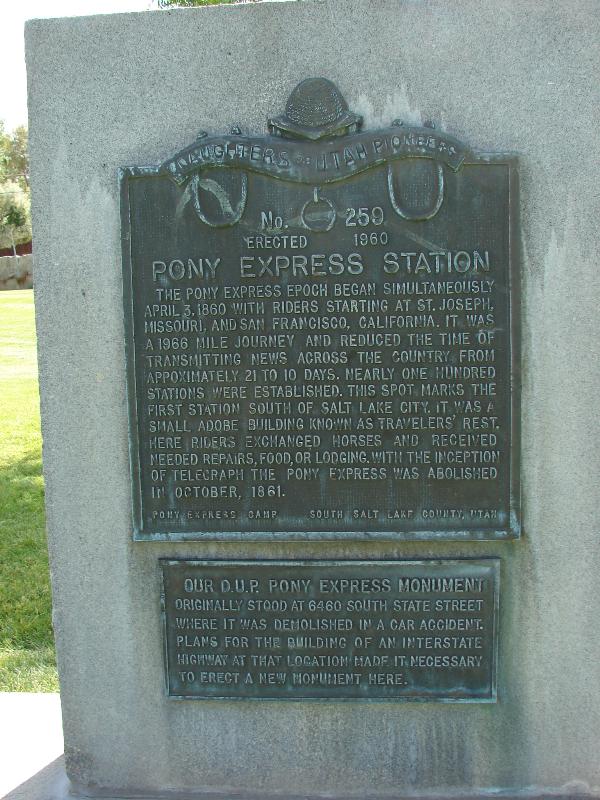 DAUGHTERS OF UTAH PIONEERS
No. 259
ERECTED 1960
PONY EXPRESS STATION
THE PONY EXPRESS EPOCH BEGAN SIMULTANEOUSLY
APRIL 3, 1860 WITH RIDERS STARTING AT ST. JOSEPH,
MISSOURI, AND SAN FRANCISCO, CALIFORNIA. IT WAS
A 1966 MILE JOURNEY AND REDUCED THE TIME OF
TRANSMITTING NEWS ACROSS THE COUNTRY FROM
APPOXIMATELY 21 TO 10 DAYS. NEARLY ONE HUNDRED
STATIONS WERE ESTABLISHED. THIS SPOT MARKS THE
FIRST STATION SOUTH OF SALT LAKE CITY. IT WAS A
SMALL ADOBE BUILDING KNOWN AS TRAVELERS' REST.
HERE RIDERS EXCHANGED HORSES AND RECEIVED
NEEDED REPAIRS, FOOD, OR LODGING. WITH THE INCEPTION
OF TELEGRAPH THE PONY EXPRESS WAS ABOLISHED
IN OCTOBER, 1861.
PONY EXPRESS CAMP SOUTH SALT LAKE COUNTY, UTAH
OUR D.U.P. PONY EXPRESS MONUMENT
ORIGINALLY STOOD AT 6460 SOUTH STATE STREET
WHERE IT WAS DEMOLISHED IN A CAR ACCIDENT.
PLANS FOR THE BUILDING OF AN INTERSTATE
HIGHWAY AT THAT LOCATION MADE IT NECESSARY
TO ERECT A NEW MONUMENT HERE.